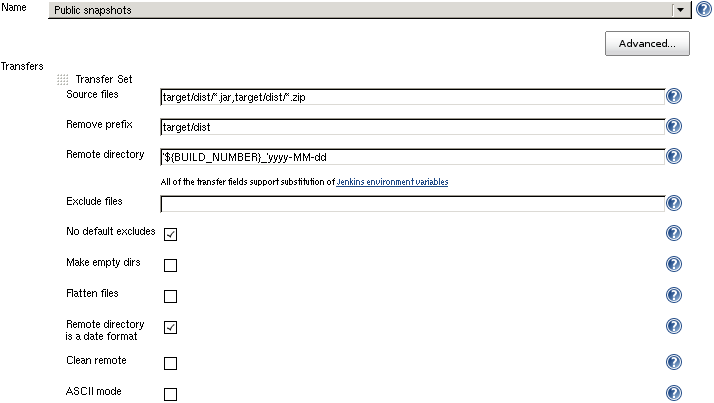 Name Public snapshots
Advanced...
Transfers
Transfer Set
Source files target/dist/*.jar,target/dist/*.zip
Remove prefix target/dist
Remote directory '${BUILD_NUMBER}_'yyyy-MM-dd
All of the transfer fields support substitution of Jenkins environment variables
Exclude files
No default excludes
Make empty dirs
Flatten files
Remote directory
is a date format
Clean remote
ASCII mode